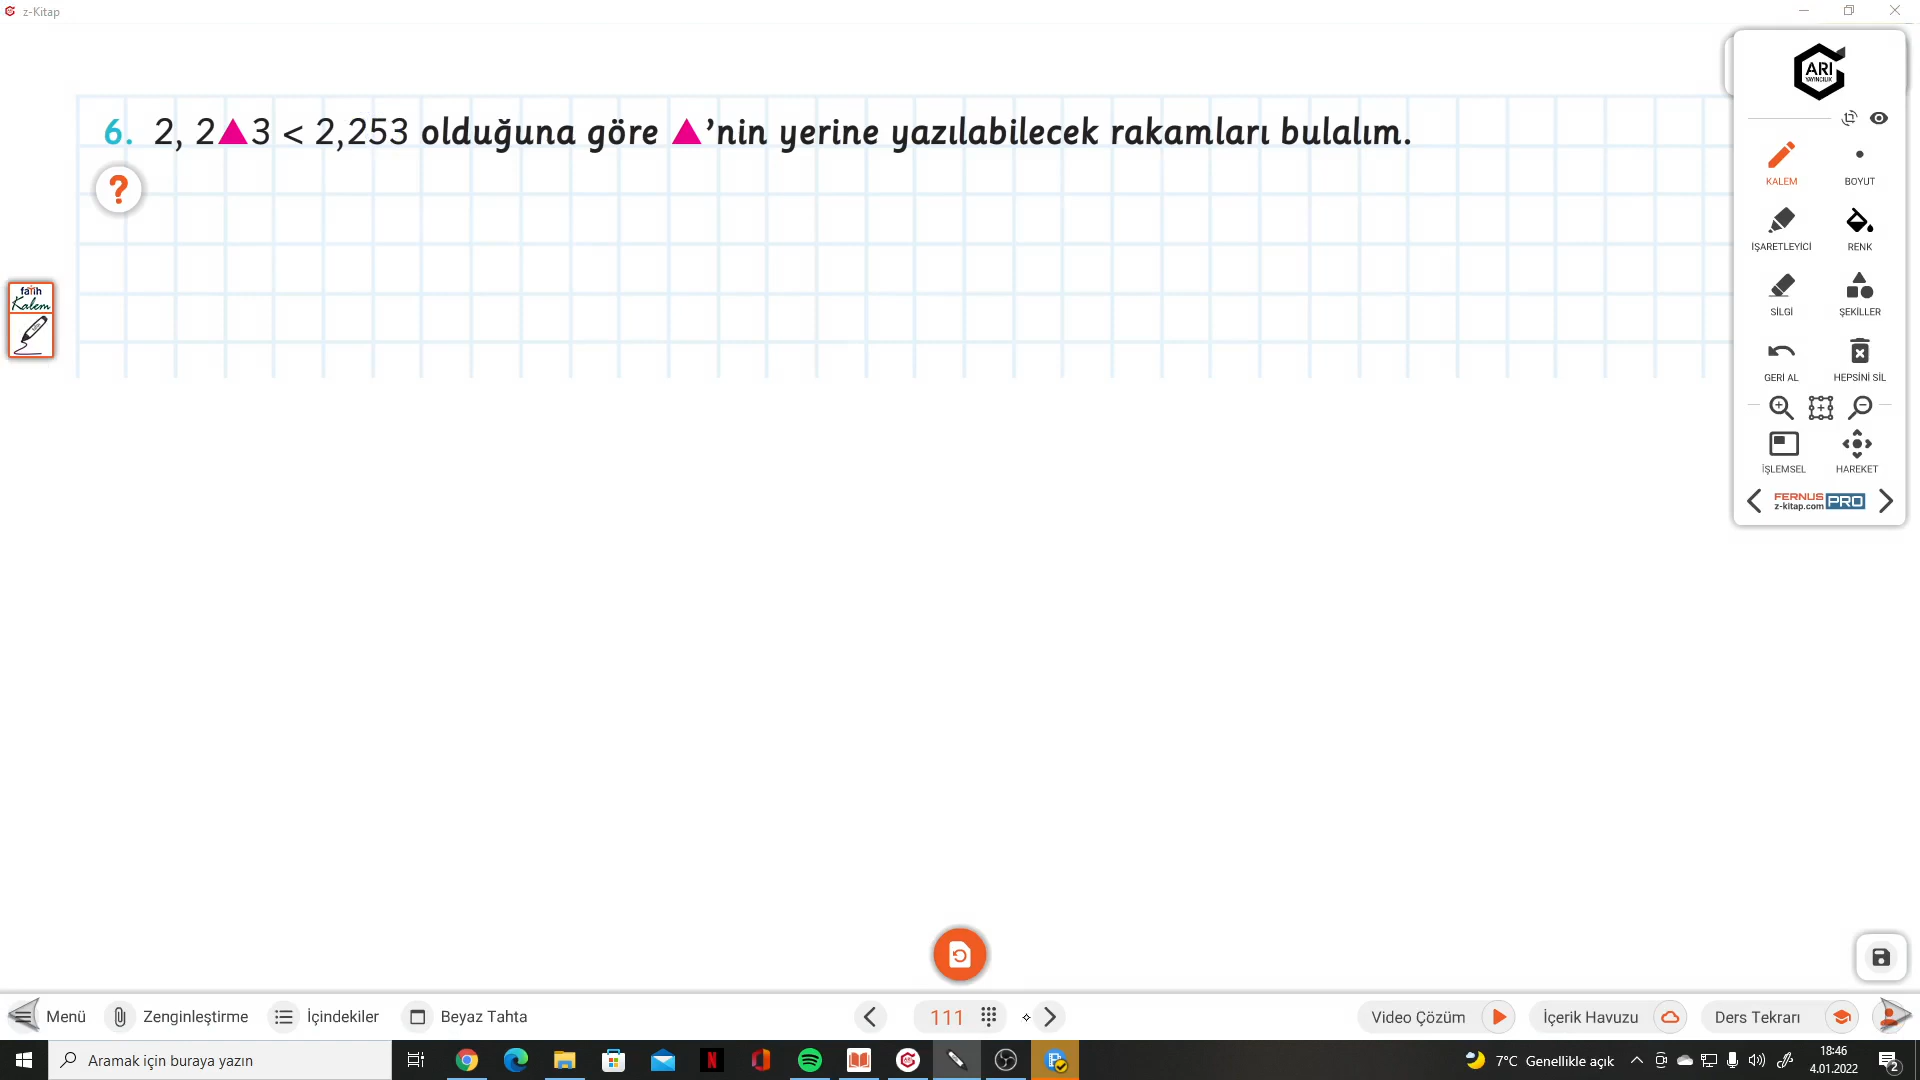 z-Kitap
6. 2, 2▲3 < 2,253 olduğuna göre ▲'nin yerine yazılabilecek rakamları bulalım.
?
fatih
Kalem
ARI
YAYINCILIK
KALEM
BOYUT
İŞARETLEYİCİ
RENK
SİLGİ
ŞEKİLLER
GERİ AL
HEPSİNİ SİL
İŞLEMSEL
HAREKET
FERNUS
z-kitap.com
PRO
Menü
Zenginleştirme
İçindekiler
Beyaz Tahta
111
Video Çözüm
İçerik Havuzu
Ders Tekrarı
Aramak için buraya yazın
N
7°C Genellikle açık
18:46
4.01.2022
2